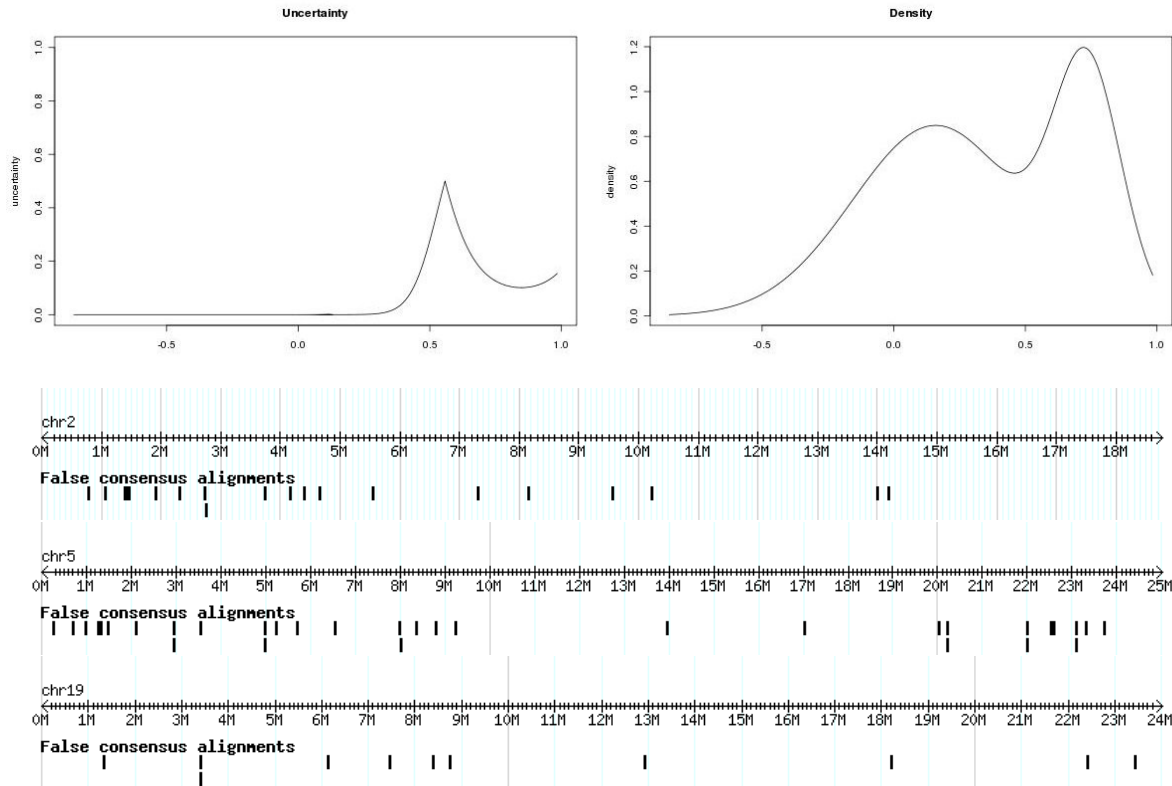 Uncertainty
Density
uncertainty
0.0 0.2 0.4 0.6 0.8 1.0
-0.5 0.0 0.5 1.0
density
0.0 0.2 0.4 0.6 0.8 1.0 1.2
-0.5 0.0 0.5 1.0
chr2
0M 1M 2M 3M 4M 5M 6M 7M 8M 9M 10M 11M 12M 13M 14M 15M 16M 17M 18M
False consensus alignments
chr5
0M 1M 2M 3M 4M 5M 6M 7M 8M 9M 10M 11M 12M 13M 14M 15M 16M 17M 18M 19M 20M 21M 22M 23M 24M 25M
False consensus alignments
chr19
0M 1M 2M 3M 4M 5M 6M 7M 8M 9M 10M 11M 12M 13M 14M 15M 16M 17M 18M 19M 20M 21M 22M 23M 24M
False consensus alignments